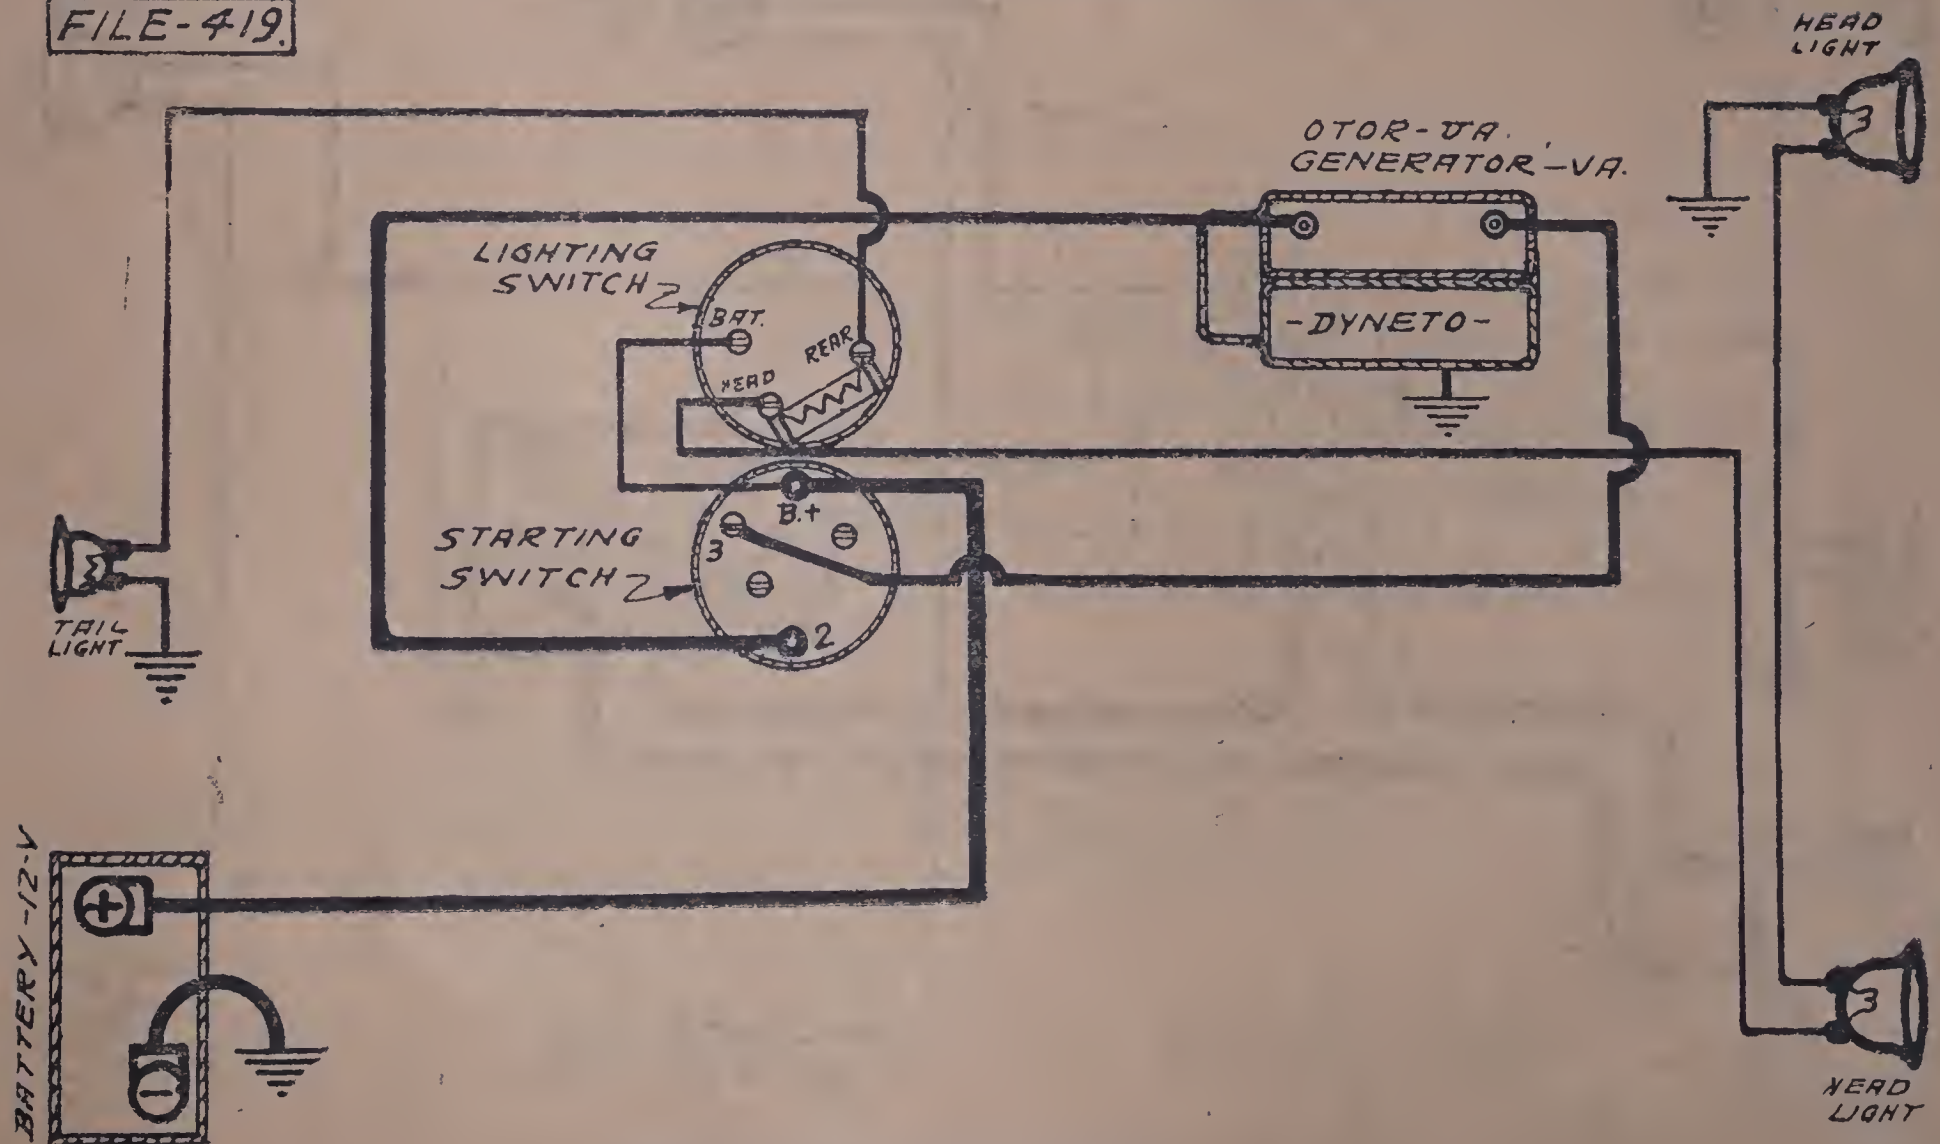 FILE-419.
HEAD
LIGHT
OTOR-VA.
GENERATOR-VA.
LIGHTING
SWITCH
BAT.
REAR
HEAD
-DYNETO-
B.+
3
STARTING
SWITCH
2
TAIL
LIGHT
BATTERY-12-V
+
-
HEAD
LIGHT